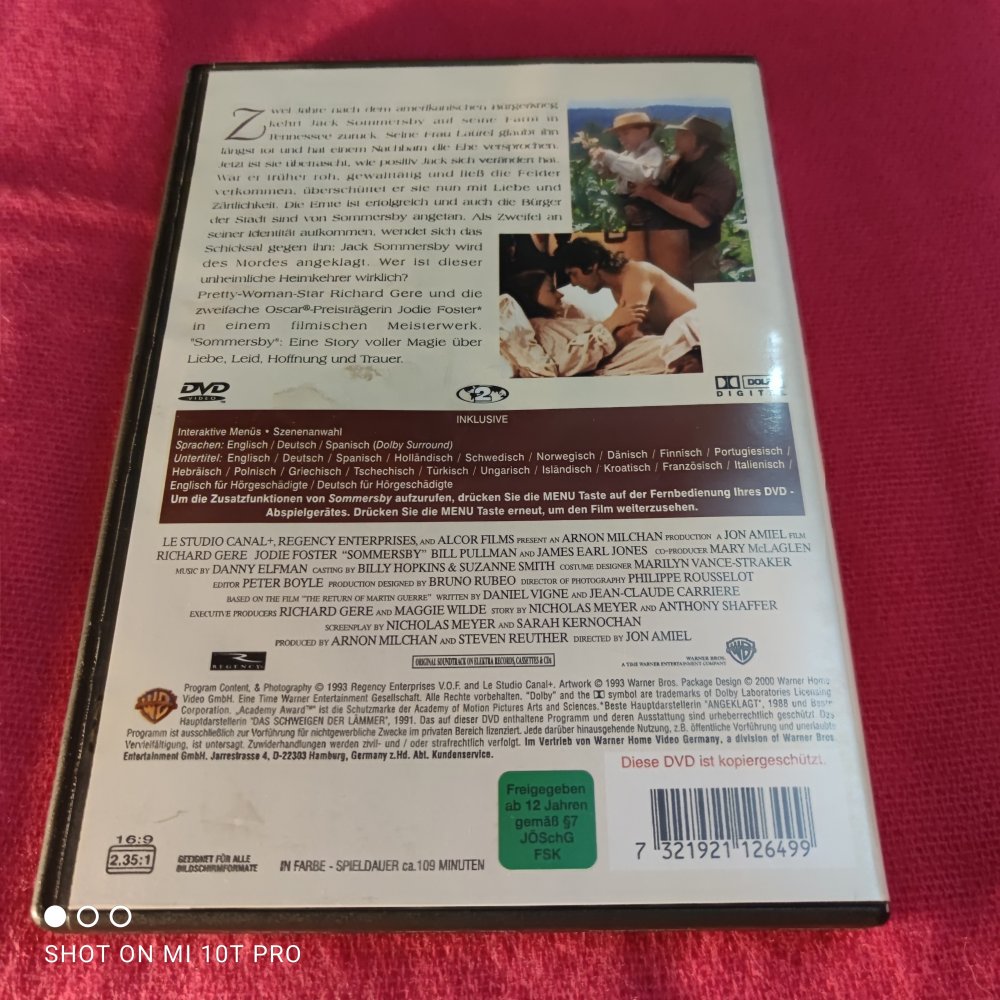 Zwei Jahre nach dem amerikanischen Bürgerkrieg
kehrt Jack Sommersby auf seine Farm in
Tennessee zurück. Seine Frau Laurel glaubt ihn
längst tot und hat einem Nachbarn die Ehe versprochen.
Jetzt ist sie überrascht, wie positiv Jack sich verändert hat.
War er früher roh, gewalttätig und ließ die Felder
verkommen, überschüttet er sie nun mit Liebe und
Zärtlichkeit. Die Ernte ist erfolgreich und auch die Bürger
der Stadt sind von Sommersby angetan. Als Zweifel an
seiner Identität aufkommen, wendet sich das
Schicksal gegen ihn: Jack Sommersby wird
des Mordes angeklagt. Wer ist dieser
unheimliche Heimkehrer wirklich?
Pretty-Woman-Star Richard Gere und die
zweifache Oscar®-Preisträgerin Jodie Foster*
in einem filmischen Meisterwerk.
"Sommersby": Eine Story voller Magie über
Liebe, Leid, Hoffnung und Trauer.
DVD
VIDEO
2
DOLBY
DIGITAL
INKLUSIVE
Interaktive Menüs • Szenenanwahl
Sprachen: Englisch / Deutsch / Spanisch (Dolby Surround)
Untertitel: Englisch / Deutsch / Spanisch / Holländisch / Schwedisch / Norwegisch / Dänisch / Finnisch / Portugiesisch /
Hebräisch / Polnisch / Griechisch / Tschechisch / Türkisch / Ungarisch / Isländisch / Kroatisch / Französisch / Italienisch /
Englisch für Hörgeschädigte / Deutsch für Hörgeschädigte
Um die Zusatzfunktionen von Sommersby aufzurufen, drücken Sie die MENU Taste auf der Fernbedienung Ihres DVD -
Abspielgerätes. Drücken Sie die MENU Taste erneut, um den Film weiterzusehen.
LE STUDIO CANAL+, REGENCY ENTERPRISES, AND ALCOR FILMS PRESENT AN ARNON MILCHAN PRODUCTION A JON AMIEL FILM
RICHARD GERE JODIE FOSTER "SOMMERSBY" BILL PULLMAN AND JAMES EARL JONES CO-PRODUCER MARY McLAGLEN
MUSIC BY DANNY ELFMAN CASTING BY BILLY HOPKINS & SUZANNE SMITH COSTUME DESIGNER MARILYN VANCE-STRAKER
EDITOR PETER BOYLE PRODUCTION DESIGNED BY BRUNO RUBEO DIRECTOR OF PHOTOGRAPHY PHILIPPE ROUSSELOT
BASED ON THE FILM "THE RETURN OF MARTIN GUERRE" WRITTEN BY DANIEL VIGNE AND JEAN-CLAUDE CARRIERE
EXECUTIVE PRODUCERS RICHARD GERE AND MAGGIE WILDE STORY BY NICHOLAS MEYER AND ANTHONY SHAFFER
SCREENPLAY BY NICHOLAS MEYER AND SARAH KERNOCHAN
PRODUCED BY ARNON MILCHAN AND STEVEN REUTHER DIRECTED BY JON AMIEL
REGENCY
ORIGINAL SOUNDTRACK ON ELEKTRA RECORDS, CASSETTES & CDs
WARNER BROS.
A TIME WARNER ENTERTAINMENT COMPANY
Program Content, & Photography © 1993 Regency Enterprises V.O.F. and Le Studio Canal+, Artwork © 1993 Warner Bros. Package Design © 2000 Warner Home
Video GmbH. Eine Time Warner Entertainment Gesellschaft. Alle Rechte vorbehalten. "Dolby" and the symbol are trademarks of Dolby Laboratories Licensing
Corporation. „Academy Award™" ist die Schutzmarke der Academy of Motion Pictures Arts and Sciences.*Beste Hauptdarstellerin "ANGEKLAGT", 1988 und Beste
Hauptdarstellerin "DAS SCHWEIGEN DER LÄMMER", 1991. Das auf dieser DVD enthaltene Programm und deren Ausstattung sind urheberrechtlich geschützt. Das
Programm ist ausschließlich zur Vorführung für nichtgewerbliche Zwecke im privaten Bereich lizenziert. Jede darüber hinausgehende Nutzung, z.B. öffentliche Vorführung und unerlaubte
Vervielfältigung, ist untersagt. Zuwiderhandlungen werden zivil- und / oder strafrechtlich verfolgt. Im Vertrieb von Warner Home Video Germany, a division of Warner Bros.
Entertainment GmbH. Jarrestrasse 4, D-22303 Hamburg, Germany z.Hd. Abt. Kundenservice.
Diese DVD ist kopiergeschützt.
Freigegeben
ab 12 Jahren
gemäß §7
JÖSchG
FSK
7 321921 126499
16:9
2.35:1
GEEIGNET FÜR ALLE
BILDSCHIRMFORMATE
IN FARBE - SPIELDAUER ca.109 MINUTEN
SHOT ON MI 10T PRO